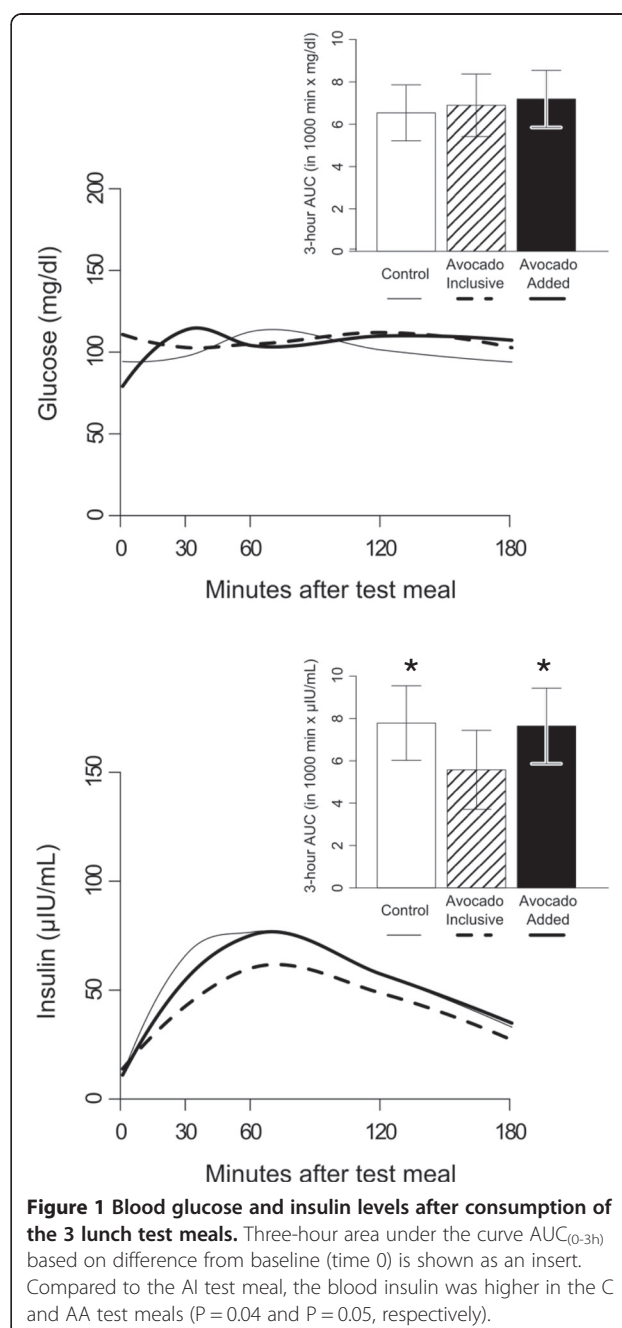 10
8
6
4
2
0
3-hour AUC (in 1000 min x mg/dl)
Control
Avocado
Inclusive
Avocado
Added
200
150
100
50
0
Glucose (mg/dl)
0 30 60 120 180
Minutes after test meal
* *
10
8
6
4
2
0
3-hour AUC (in 1000 min x µIU/mL)
Control
Avocado
Inclusive
Avocado
Added
150
100
50
0
Insulin (µIU/mL)
0 30 60 120 180
Minutes after test meal
Figure 1 Blood glucose and insulin levels after consumption of
the 3 lunch test meals. Three-hour area under the curve AUC(0-3h)
based on difference from baseline (time 0) is shown as an insert.
Compared to the AI test meal, the blood insulin was higher in the C
and AA test meals (P = 0.04 and P = 0.05, respectively).